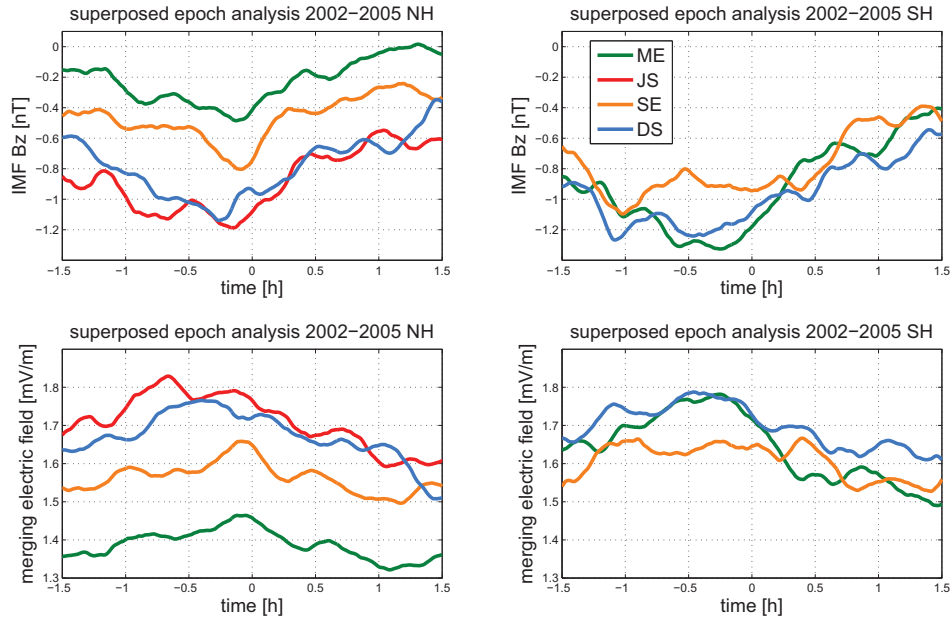 superposed epoch analysis 2002−2005 NH
IMF Bz [nT]
0
−0.2
−0.4
−0.6
−0.8
−1
−1.2
−1.5 −1 −0.5 0 0.5 1 1.5
time [h]
superposed epoch analysis 2002−2005 SH
IMF Bz [nT]
0
−0.2
−0.4
−0.6
−0.8
−1
−1.2
ME
JS
SE
DS
−1.5 −1 −0.5 0 0.5 1 1.5
time [h]
superposed epoch analysis 2002−2005 NH
merging electric field [mV/m]
1.8
1.7
1.6
1.5
1.4
1.3
−1.5 −1 −0.5 0 0.5 1 1.5
time [h]
superposed epoch analysis 2002−2005 SH
merging electric field [mV/m]
1.8
1.7
1.6
1.5
1.4
1.3
−1.5 −1 −0.5 0 0.5 1 1.5
time [h]